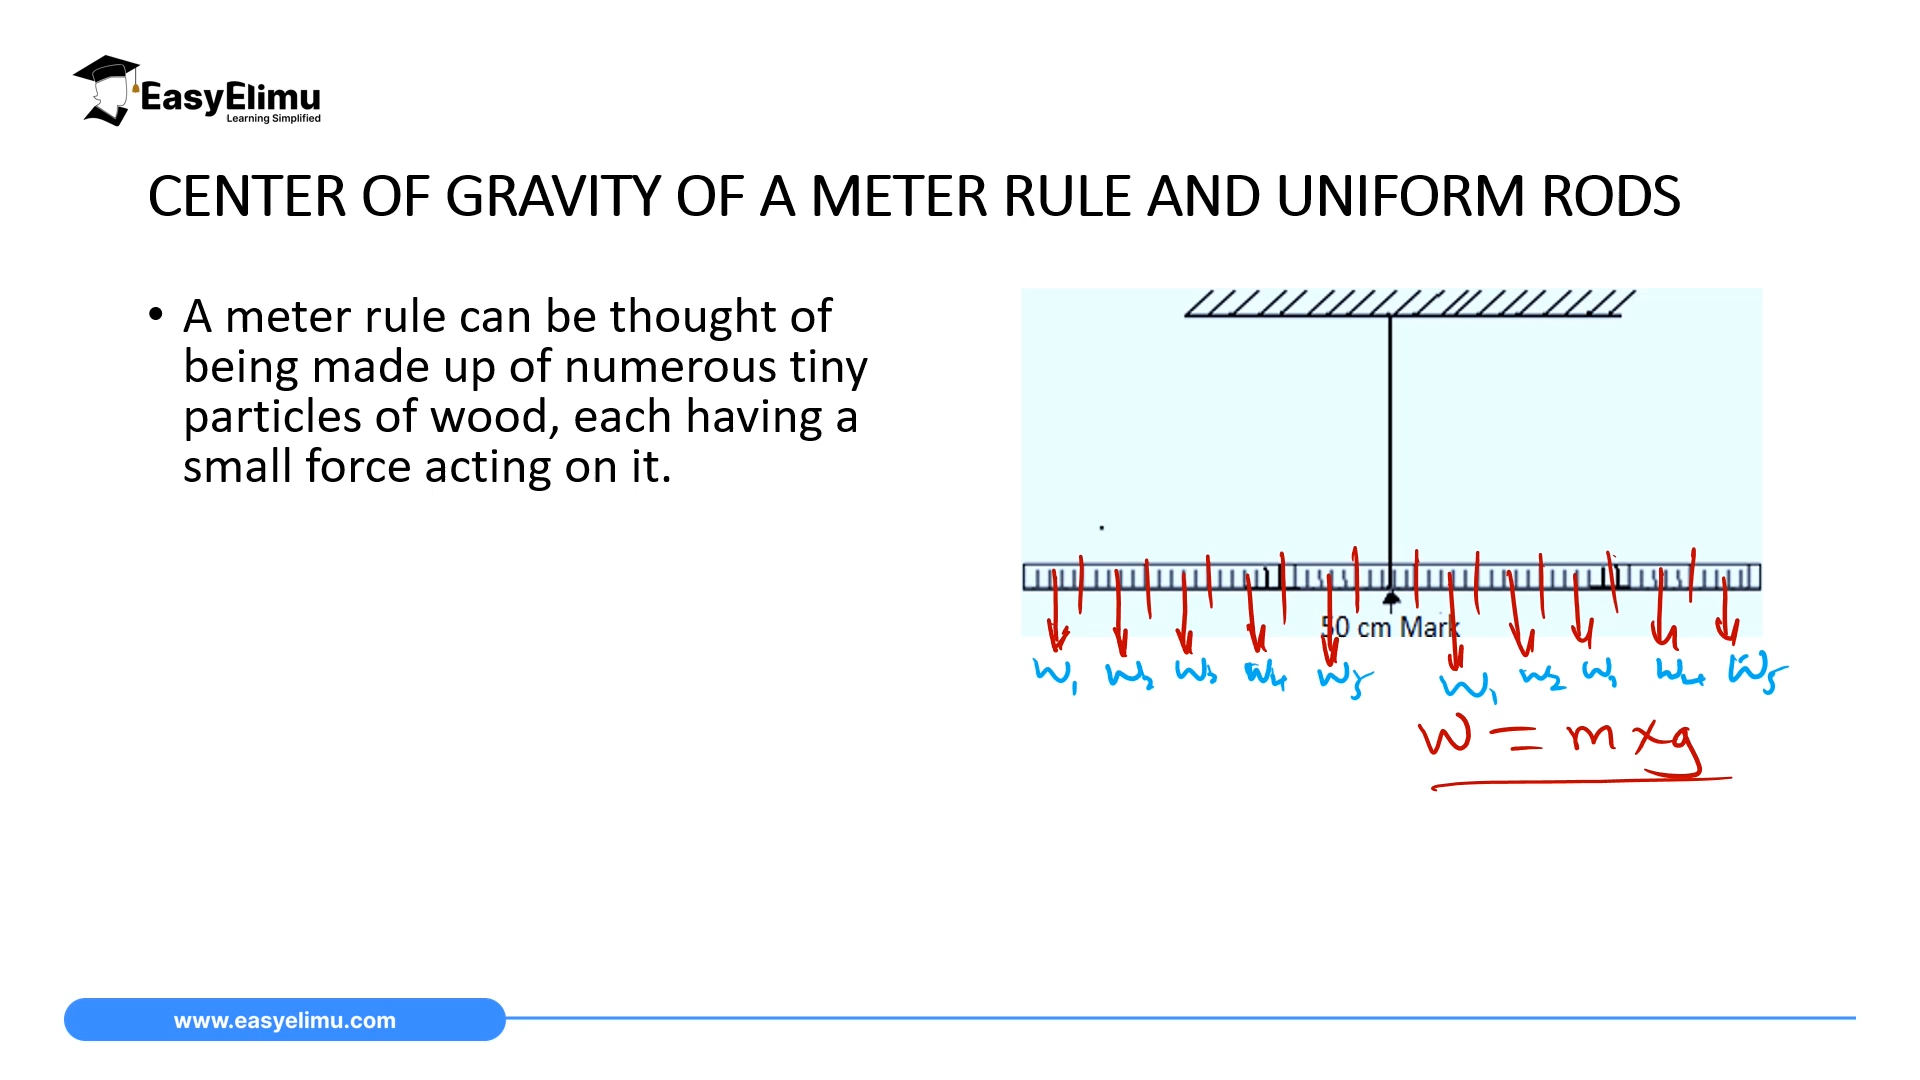 EasyElimu
Learning Simplified
CENTER OF GRAVITY OF A METER RULE AND UNIFORM RODS
• A meter rule can be thought of
being made up of numerous tiny
particles of wood, each having a
small force acting on it.
50 cm Mark
W₁ W₂ W₃ W₄ W₅ W₁ W₂ W₃ W₄ W₅
W = m × g
www.easyelimu.com